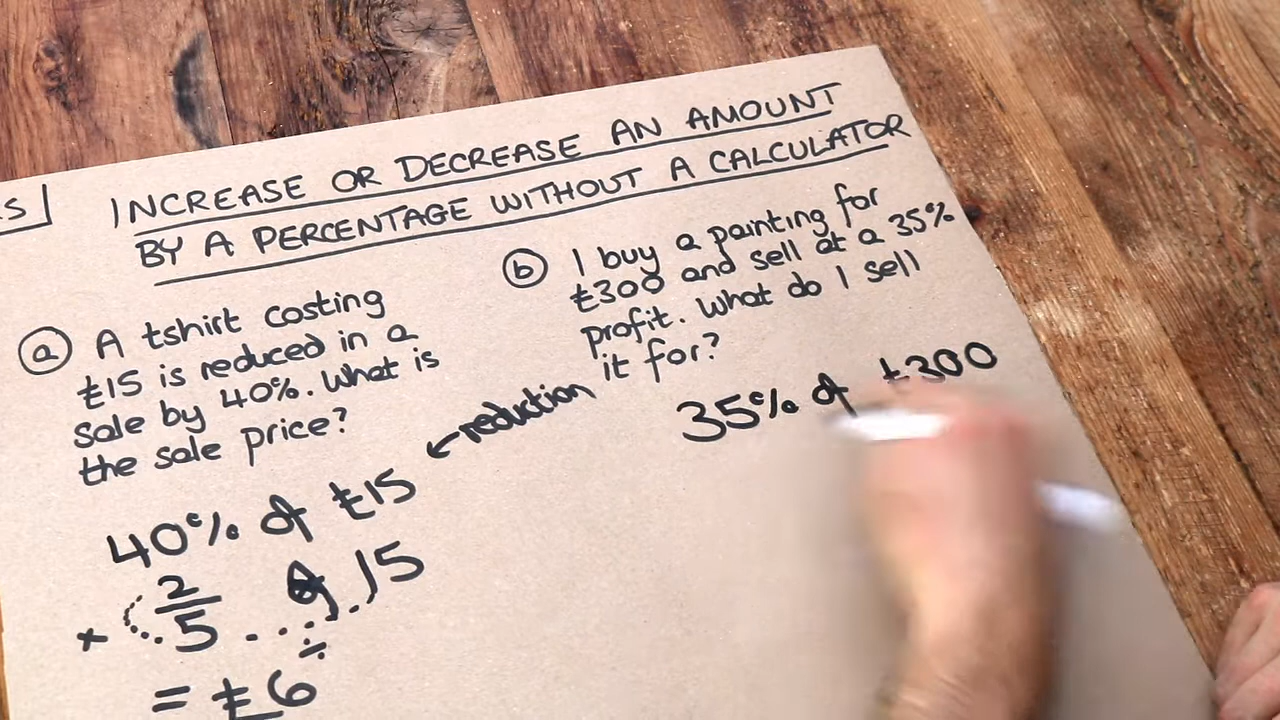 INCREASE OR DECREASE AN AMOUNT
BY A PERCENTAGE WITHOUT A CALCULATOR
a A tshirt costing
£15 is reduced in a
sale by 40%. What is
the sale price?
40% of £15
← reduction
× 2/5 of 15
÷
= £6
b I buy a painting for
£300 and sell at a 35%
profit. What do I sell
it for?
35% of £300